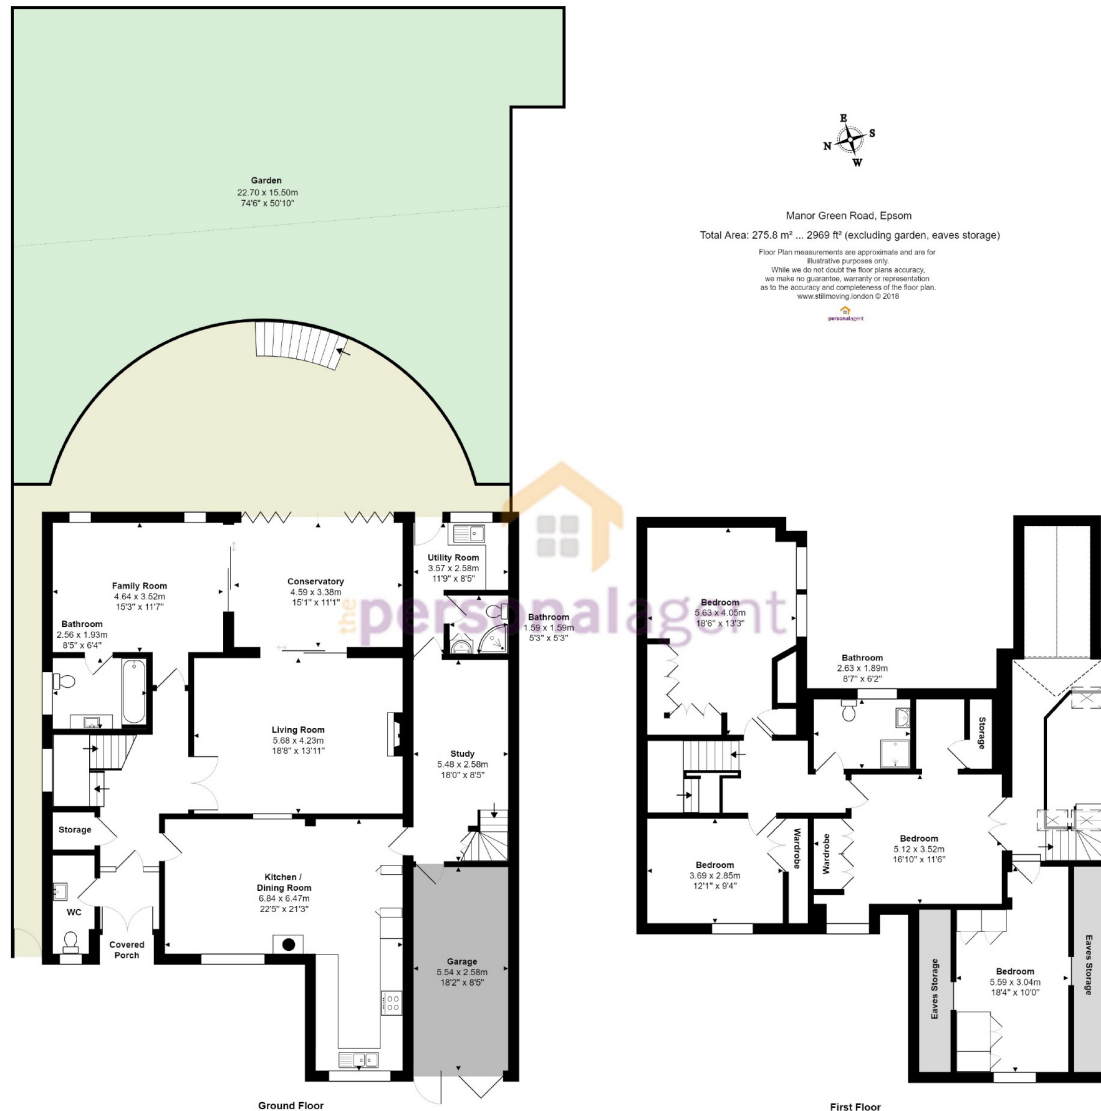 Garden
22.70 x 15.50m
74'6" x 50'10"
E
S
N
W
Manor Green Road, Epsom
Total Area: 275.8 m² ... 2969 ft² (excluding garden, eaves storage)
Floor Plan measurements are approximate and are for
illustrative purposes only.
While we do not doubt the floor plans accuracy,
we make no guarantee, warranty or representation
as to the accuracy and completeness of the floor plan.
www.stillmoving.london © 2018
personalagent
the personalagent
Family Room
4.64 x 3.52m
15'3" x 11'7"
Conservatory
4.59 x 3.38m
15'1" x 11'1"
Utility Room
3.57 x 2.58m
11'9" x 8'5"
Bathroom
2.56 x 1.93m
8'5" x 6'4"
Bathroom
1.59 x 1.59m
5'3" x 5'3"
Living Room
5.68 x 4.23m
18'8" x 13'11"
Study
5.48 x 2.58m
18'0" x 8'5"
Storage
WC
Kitchen /
Dining Room
6.84 x 6.47m
22'5" x 21'3"
Covered
Porch
Garage
5.54 x 2.58m
18'2" x 8'5"
Ground Floor
Bedroom
5.63 x 4.05m
18'6" x 13'3"
Bathroom
2.63 x 1.89m
8'7" x 6'2"
Storage
Bedroom
3.69 x 2.85m
12'1" x 9'4"
Wardrobe
Wardrobe
Bedroom
5.12 x 3.52m
16'10" x 11'6"
Eaves Storage
Bedroom
5.59 x 3.04m
18'4" x 10'0"
Eaves Storage
First Floor